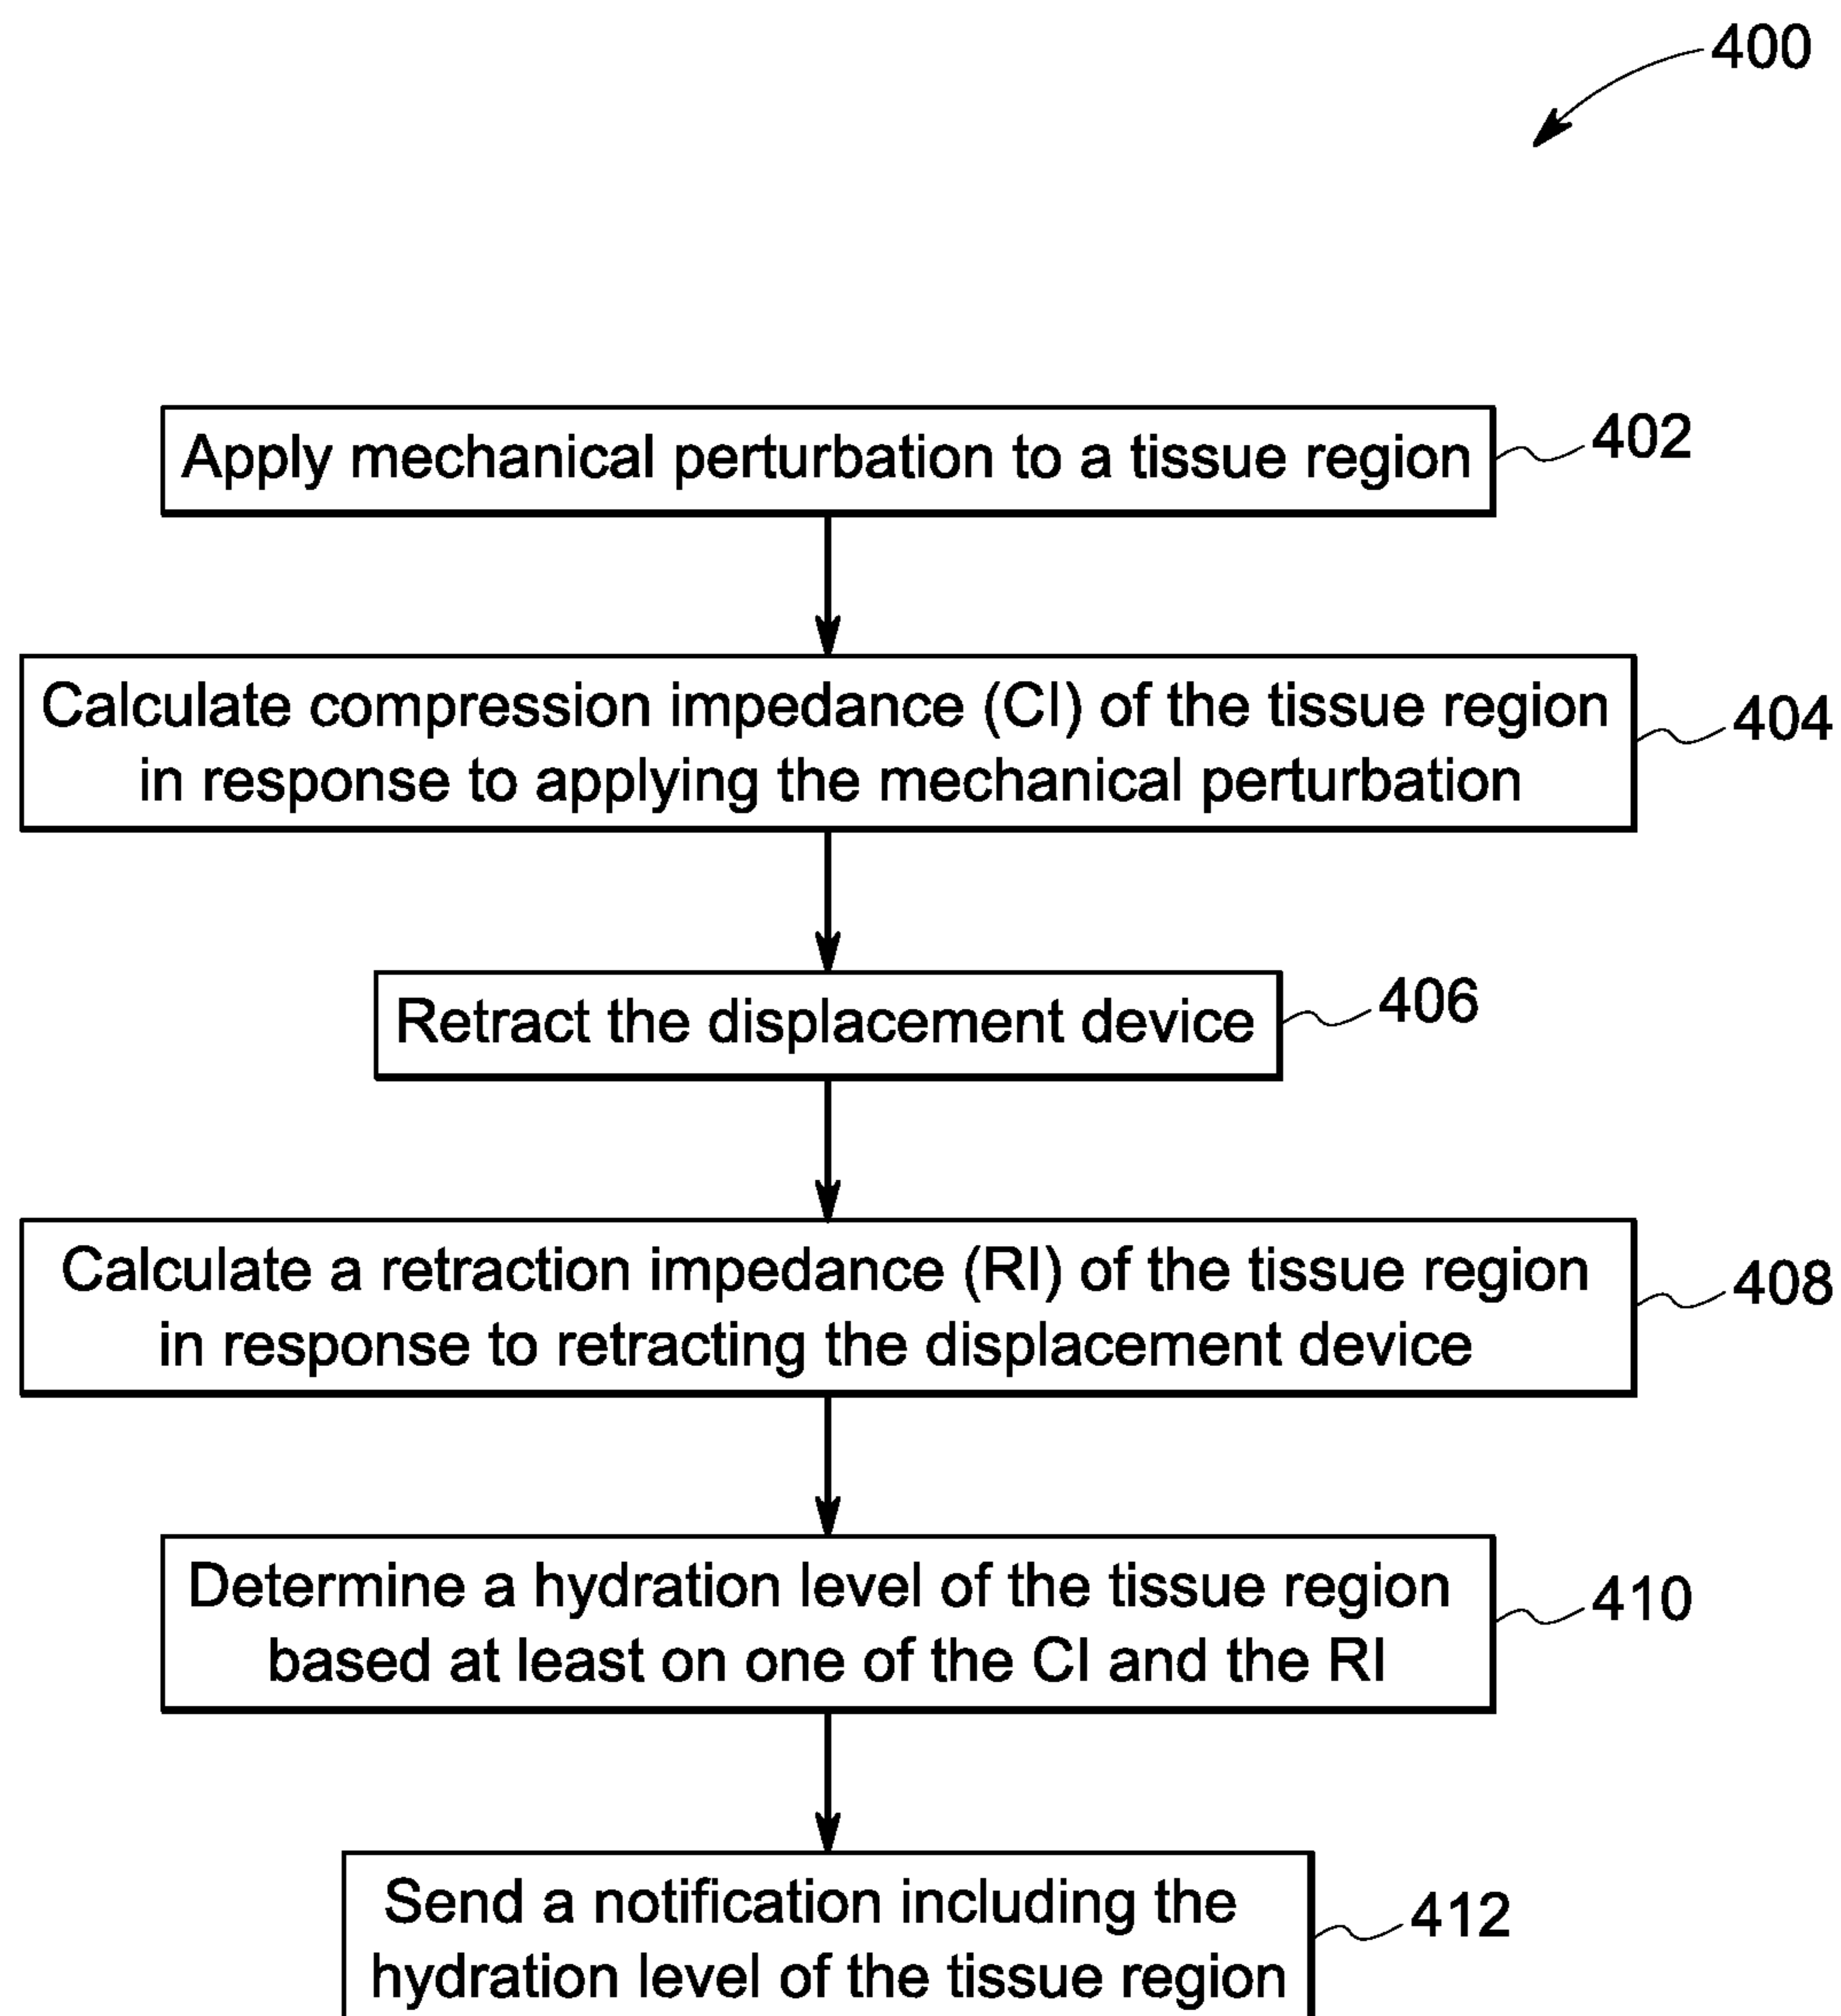 400
Apply mechanical perturbation to a tissue region
402
Calculate compression impedance (CI) of the tissue region
in response to applying the mechanical perturbation
404
Retract the displacement device
406
Calculate a retraction impedance (RI) of the tissue region
in response to retracting the displacement device
408
Determine a hydration level of the tissue region
based at least on one of the CI and the RI
410
Send a notification including the
hydration level of the tissue region
412